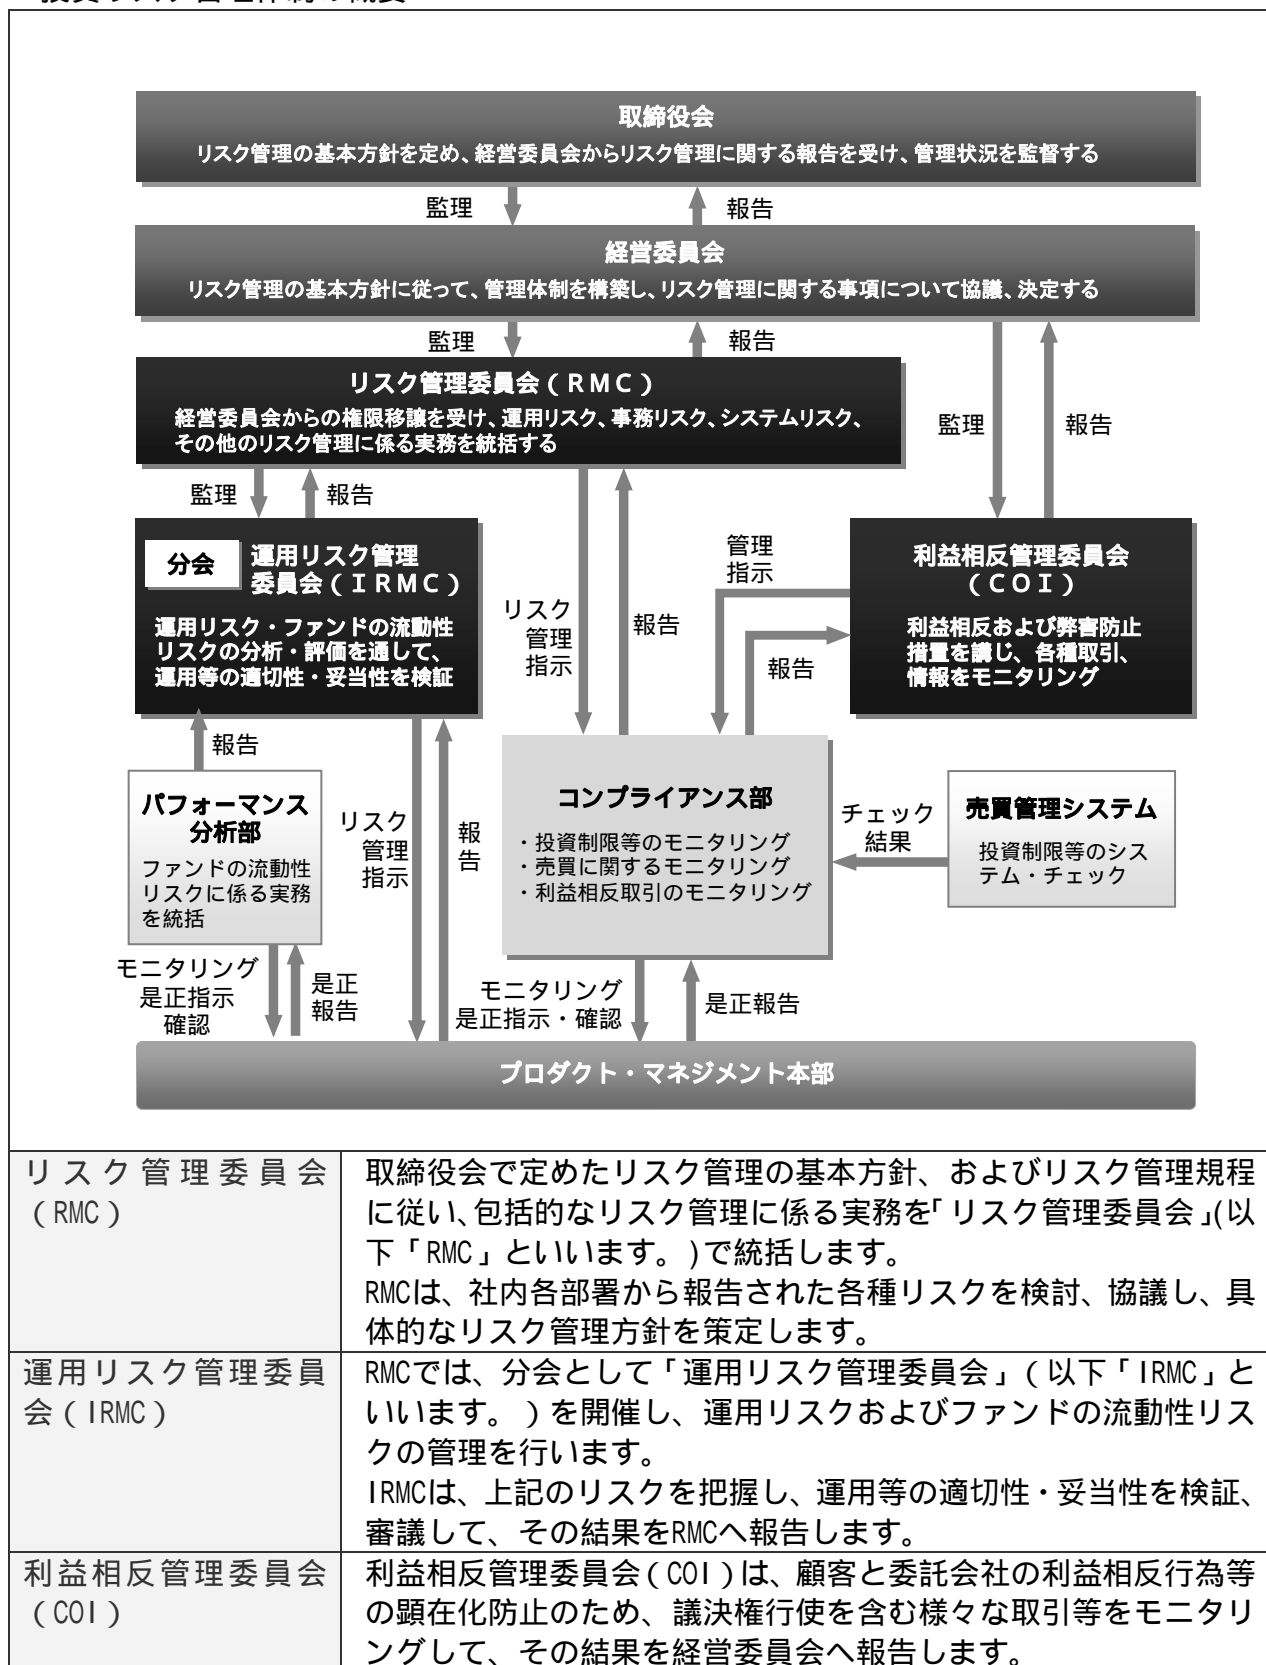 取締役会
リスク管理の基本方針を定め、経営委員会からリスク管理に関する報告を受け、管理状況を監督する
監理
報告
経営委員会
リスク管理の基本方針に従って、管理体制を構築し、リスク管理に関する事項について協議、決定する
監理
報告
リスク管理委員会（ＲＭＣ）
経営委員会からの権限移譲を受け、運用リスク、事務リスク、システムリスク、
その他のリスク管理に係る実務を統括する
監理
報告
監理
報告
分会
運用リスク管理
委員会（ＩＲＭＣ）
運用リスク・ファンドの流動性
リスクの分析・評価を通して、
運用等の適切性・妥当性を検証
リスク
管理
指示
報告
管理
指示
報告
利益相反管理委員会
（ＣＯＩ）
利益相反および弊害防止
措置を講じ、各種取引、
情報をモニタリング
報告
パフォーマンス
分析部
ファンドの流動性
リスクに係る実務
を統括
リスク
管理
指示
報
告
コンプライアンス部
・投資制限等のモニタリング
・売買に関するモニタリング
・利益相反取引のモニタリング
チェック
結果
売買管理システム
投資制限等のシス
テム・チェック
モニタリング
是正指示
確認
是正
報告
モニタリング
是正指示・確認
是正報告
プロダクト・マネジメント本部
リスク管理委員会
（RMC）
取締役会で定めたリスク管理の基本方針、およびリスク管理規程
に従い、包括的なリスク管理に係る実務を「リスク管理委員会」(以
下「RMC」といいます。)で統括します。
RMCは、社内各部署から報告された各種リスクを検討、協議し、具
体的なリスク管理方針を策定します。
運用リスク管理委員
会（IRMC）
RMCでは、分会として「運用リスク管理委員会」（以下「IRMC」と
いいます。）を開催し、運用リスクおよびファンドの流動性リス
クの管理を行います。
IRMCは、上記のリスクを把握し、運用等の適切性・妥当性を検証、
審議して、その結果をRMCへ報告します。
利益相反管理委員会
（COI）
利益相反管理委員会（COI）は、顧客と委託会社の利益相反行為等
の顕在化防止のため、議決権行使を含む様々な取引等をモニタリ
ングして、その結果を経営委員会へ報告します。